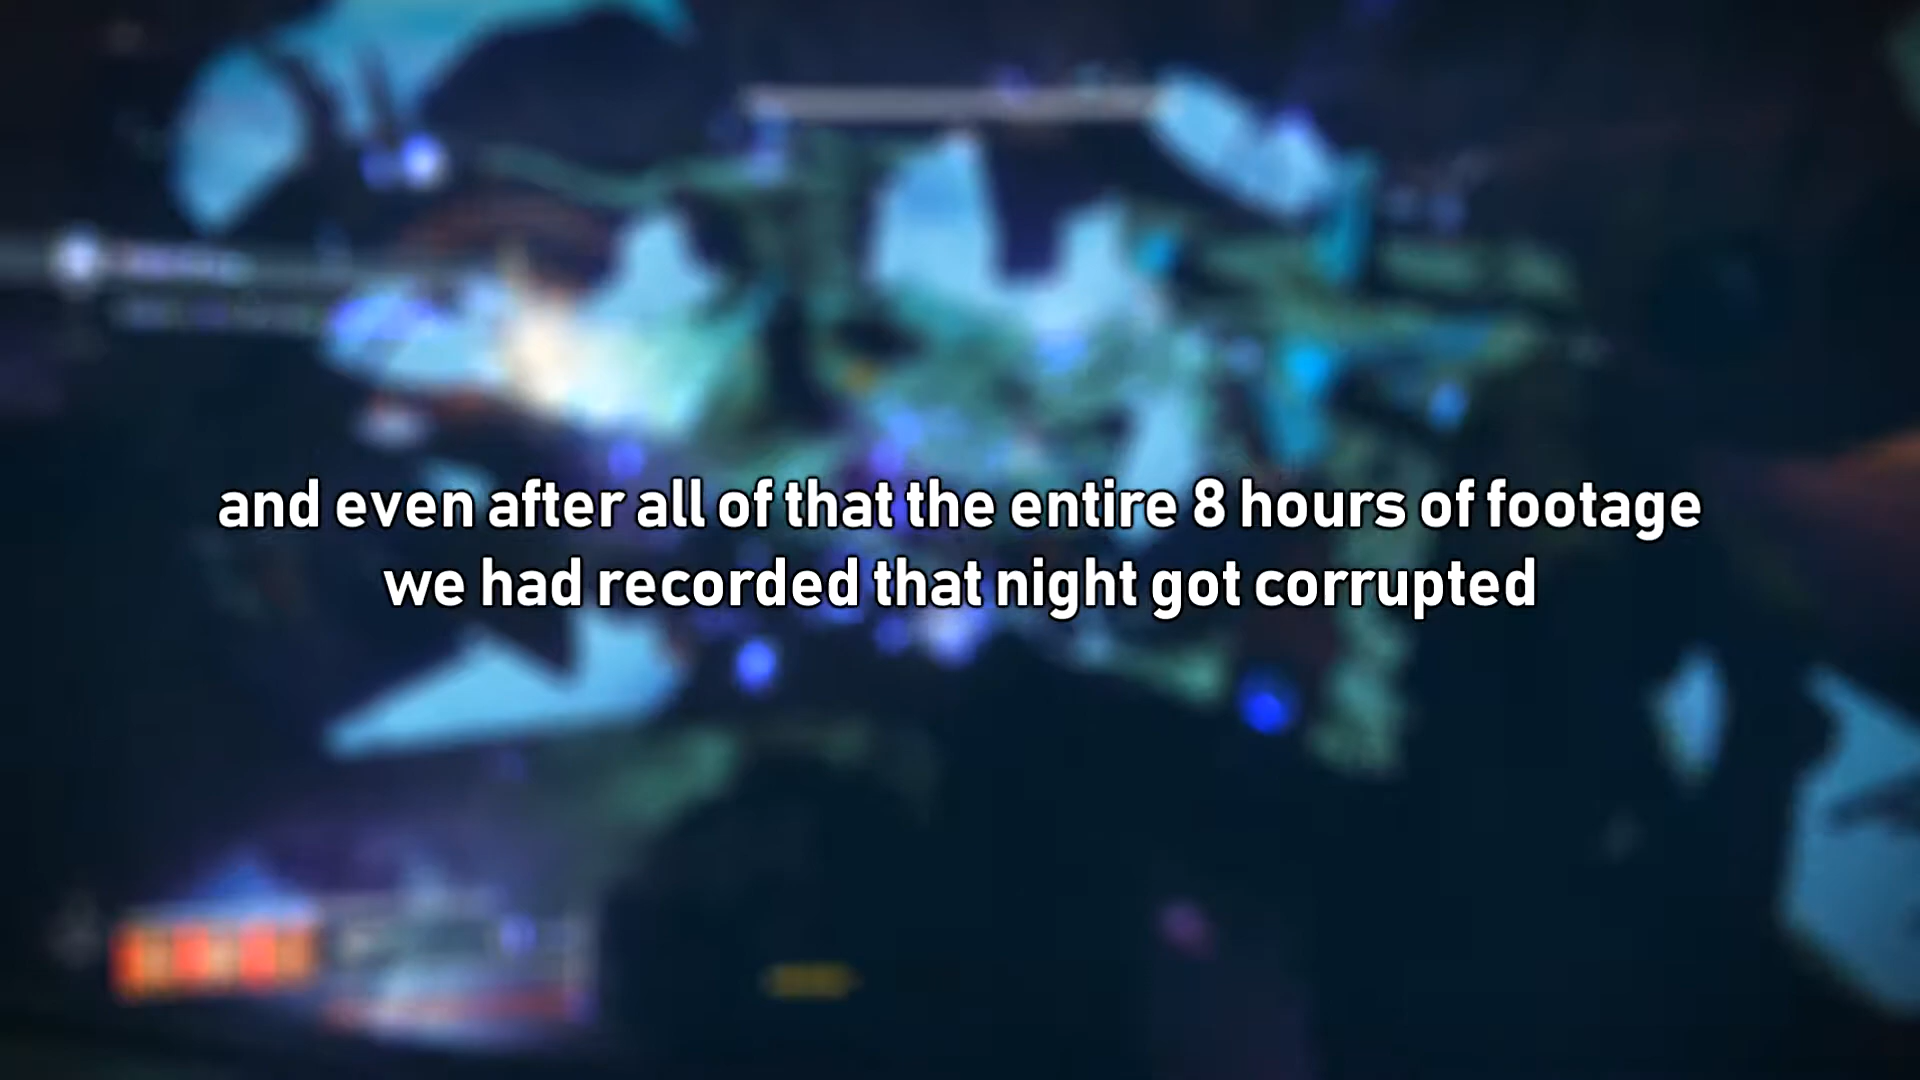 and even after all of that the entire 8 hours of footage
we had recorded that night got corrupted